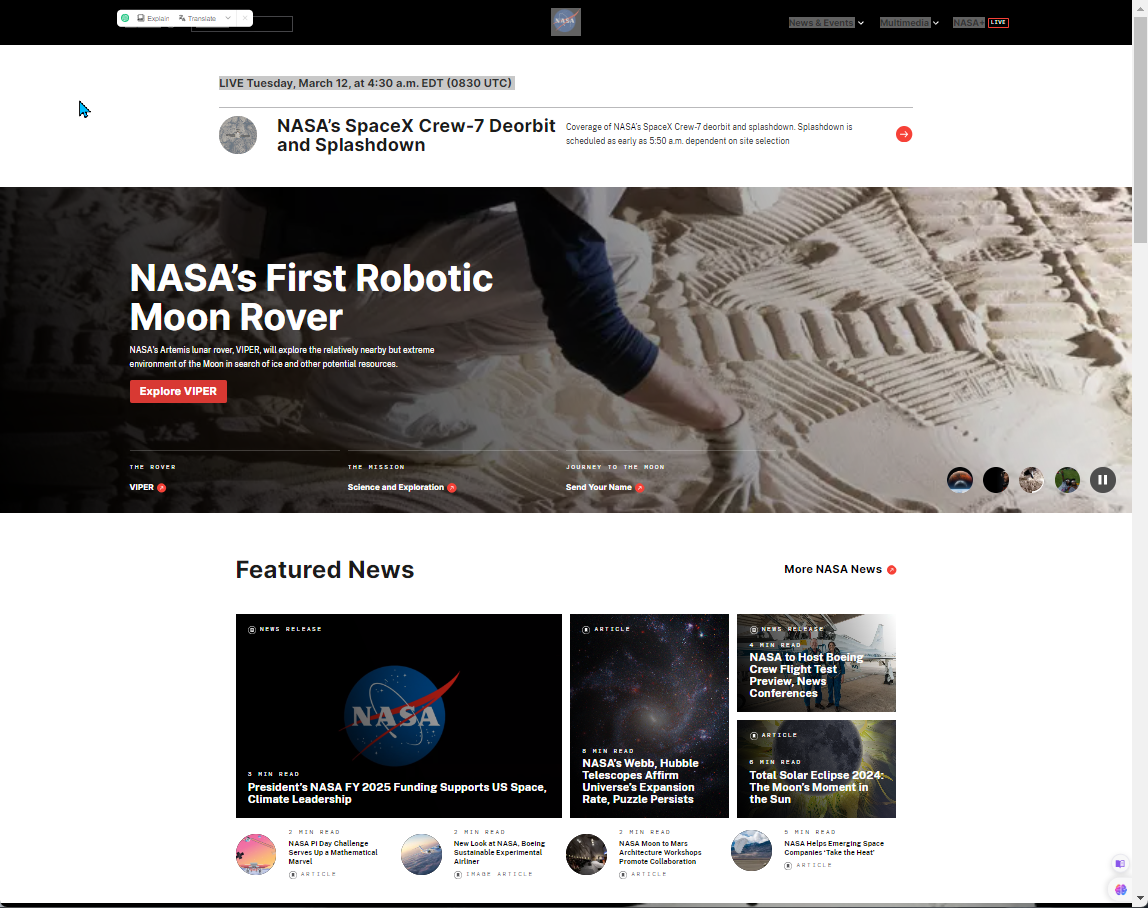 Explain
Translate
NASA
News & Events
Multimedia
NASA+
LIVE
LIVE Tuesday, March 12, at 4:30 a.m. EDT (0830 UTC)
NASA’s SpaceX Crew-7 Deorbit
and Splashdown
Coverage of NASA's SpaceX Crew-7 deorbit and splashdown. Splashdown is
scheduled as early as 5:50 a.m. dependent on site selection
NASA’s First Robotic
Moon Rover
NASA's Artemis lunar rover, VIPER, will explore the relatively nearby but extreme
environment of the Moon in search of ice and other potential resources.
Explore VIPER
THE ROVER
VIPER
THE MISSION
Science and Exploration
JOURNEY TO THE MOON
Send Your Name
Featured News
More NASA News
NEWS RELEASE
NASA
3 MIN READ
President’s NASA FY 2025 Funding Supports US Space,
Climate Leadership
ARTICLE
6 MIN READ
NASA’s Webb, Hubble
Telescopes Affirm
Universe’s Expansion
Rate, Puzzle Persists
NEWS RELEASE
4 MIN READ
NASA to Host Boeing
Crew Flight Test
Preview, News
Conferences
ARTICLE
6 MIN READ
Total Solar Eclipse 2024:
The Moon’s Moment in
the Sun
2 MIN READ
NASA Pi Day Challenge
Serves Up a Mathematical
Marvel
ARTICLE
2 MIN READ
New Look at NASA, Boeing
Sustainable Experimental
Airliner
IMAGE ARTICLE
2 MIN READ
NASA Moon to Mars
Architecture Workshops
Promote Collaboration
ARTICLE
5 MIN READ
NASA Helps Emerging Space
Companies ‘Take the Heat’
ARTICLE